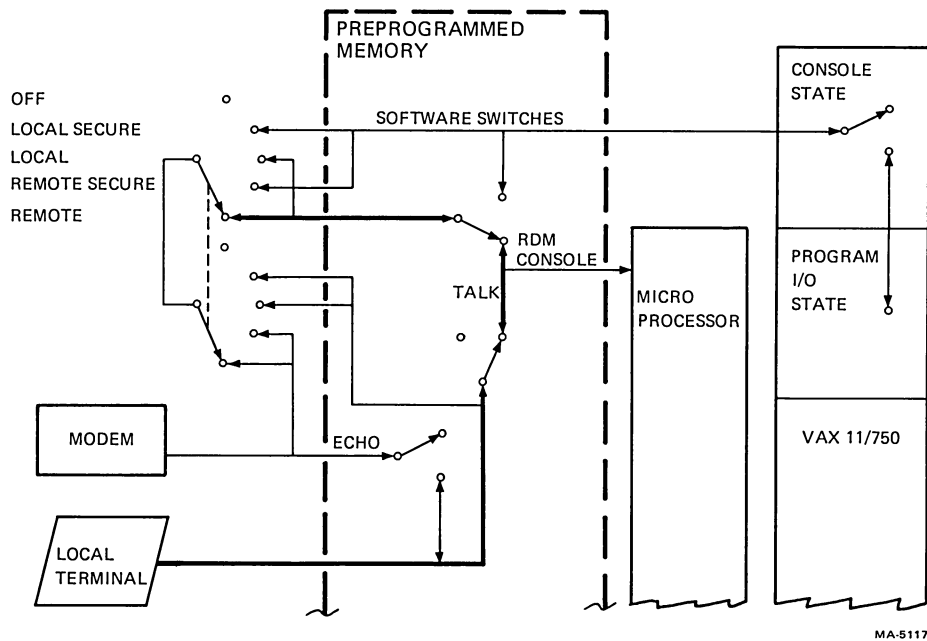 PREPROGRAMMED
MEMORY
CONSOLE
STATE
OFF
LOCAL SECURE
SOFTWARE SWITCHES
LOCAL
REMOTE SECURE
REMOTE
RDM
CONSOLE
PROGRAM
I/O
STATE
TALK
MICRO
PROCESSOR
MODEM
ECHO
VAX 11/750
LOCAL
TERMINAL
MA-5117